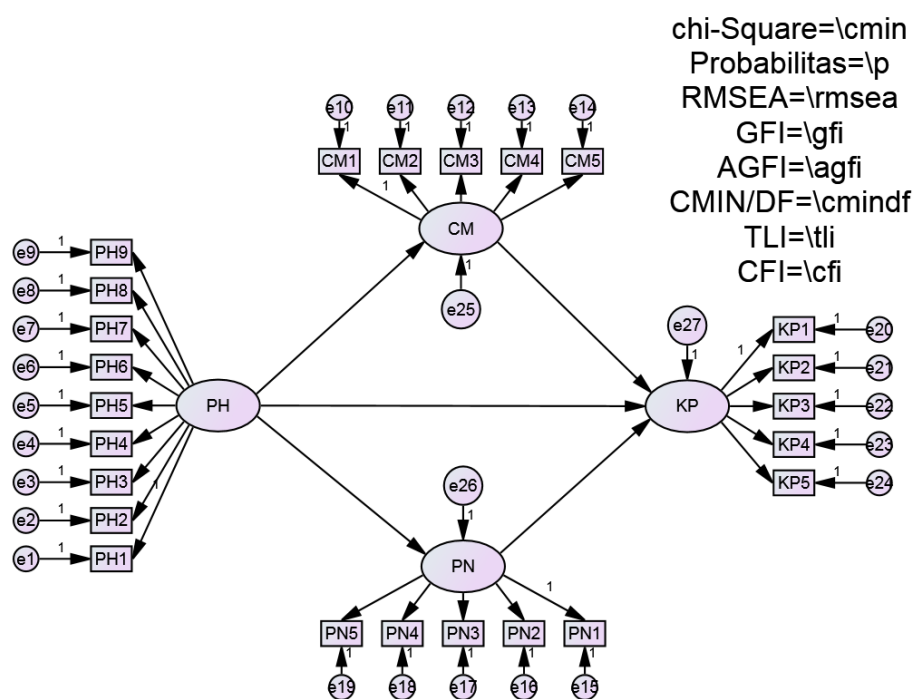 chi-Square=\cmin
Probabilitas=\p
RMSEA=\rmsea
GFI=\gfi
AGFI=\agfi
CMIN/DF=\cmindf
TLI=\tli
CFI=\cfi
e10 e11 e12 e13 e14
1 1 1 1 1
CM1 CM2 CM3 CM4 CM5
1
CM
1
e25
e9 1 PH9
e8 1 PH8
e7 1 PH7
e6 1 PH6
e5 1 PH5
e4 1 PH4
e3 1 PH3
e2 1 PH2
e1 1 PH1
1
PH
e27
1
KP
1
KP1 1 e20
KP2 1 e21
KP3 1 e22
KP4 1 e23
KP5 1 e24
e26
1
PN
1
PN5 PN4 PN3 PN2 PN1
1 1 1 1 1
e19 e18 e17 e16 e15